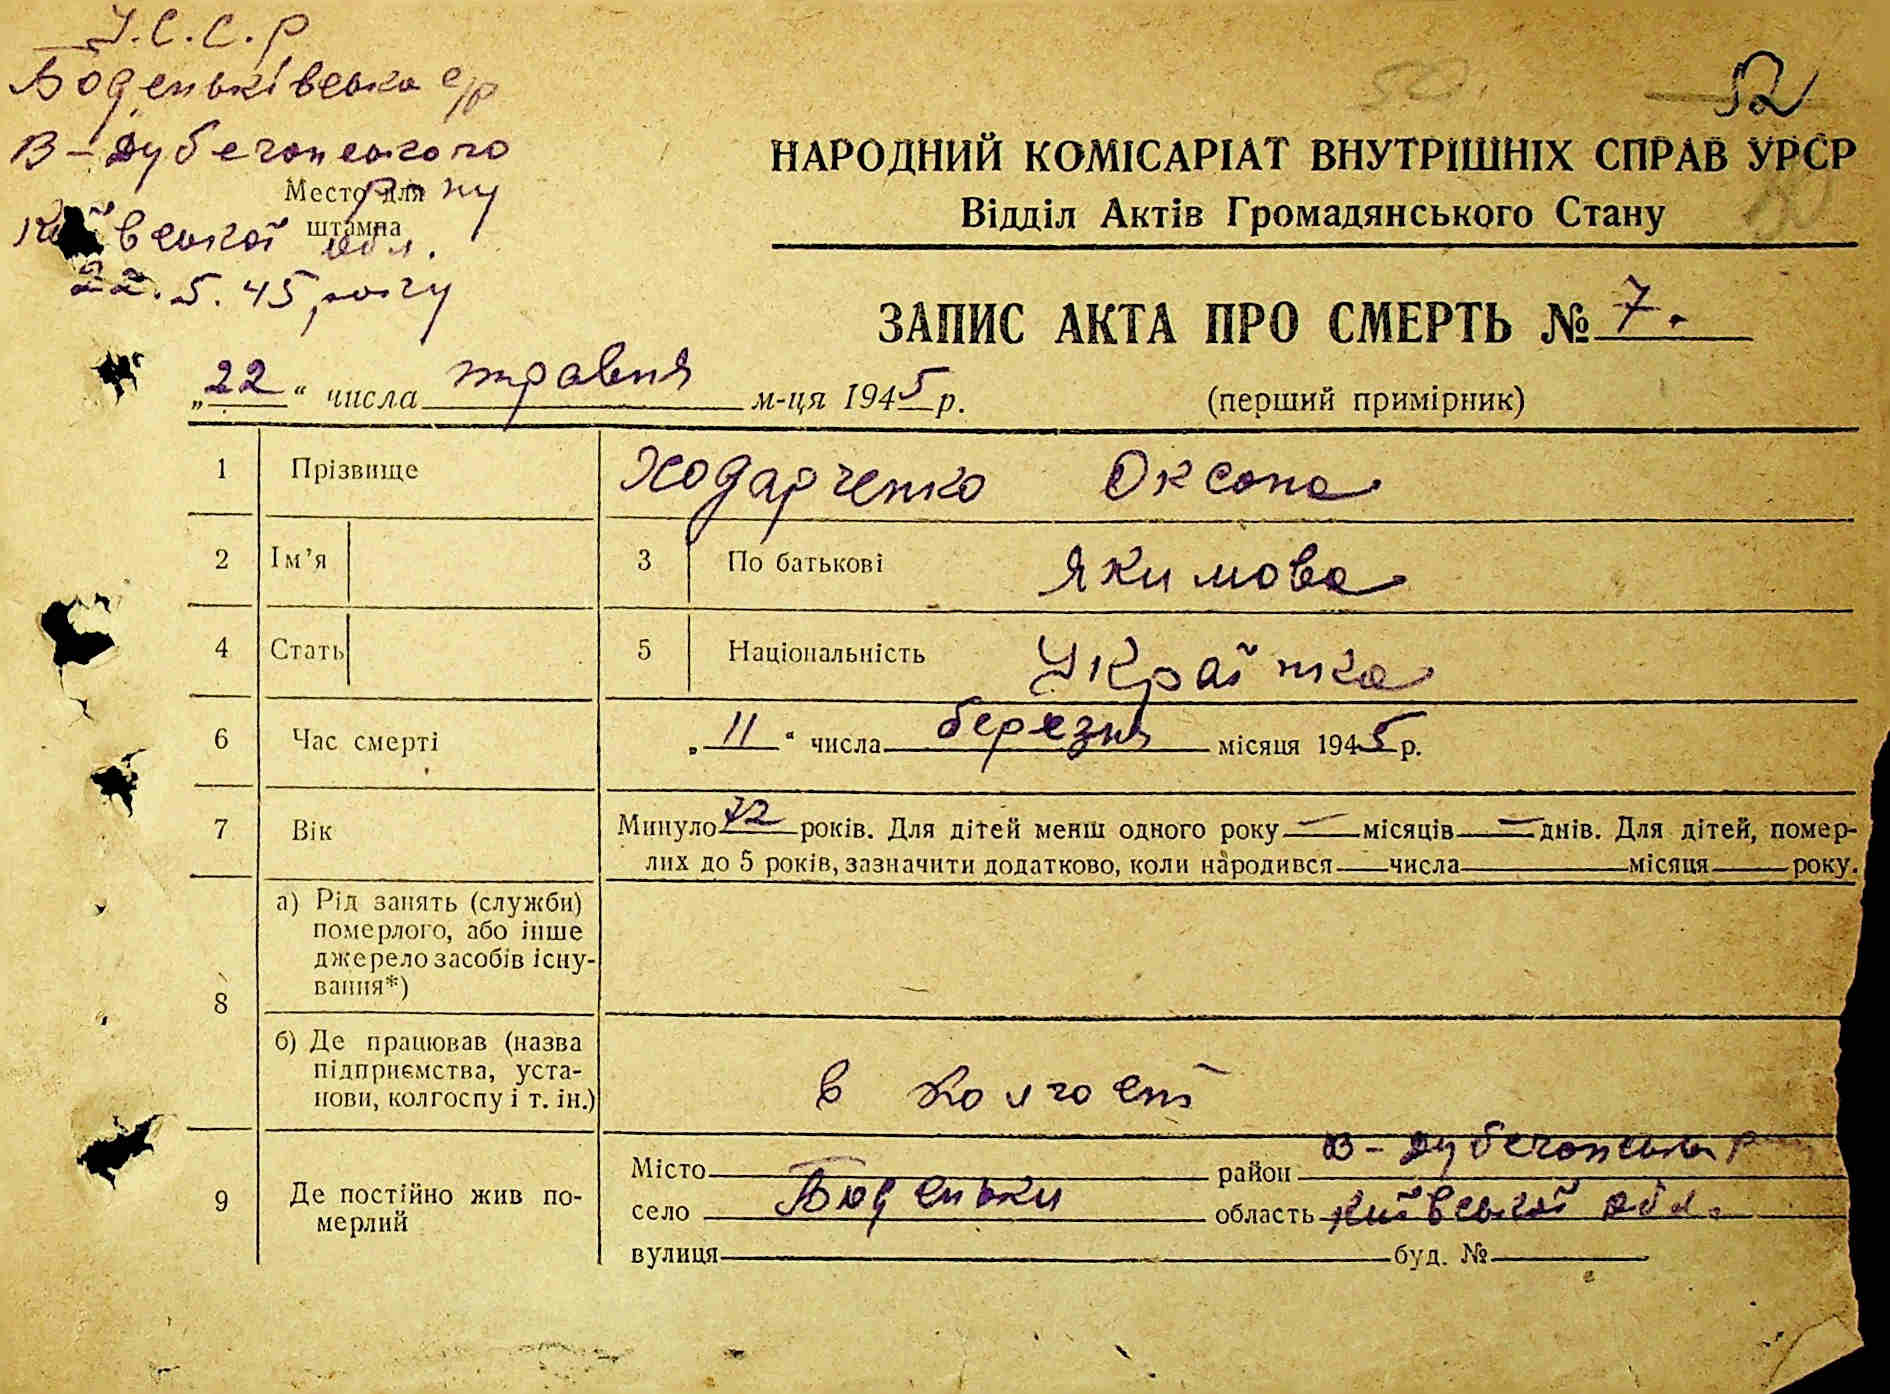 У.С.С.Р
Боденьківська с/р
В-Дубечанського
р-ну
Место для
штампа
Київської обл.
22.5.45 року
50.
52
НАРОДНИЙ КОМІСАРІАТ ВНУТРІШНІХ СПРАВ УРСР
Відділ Актів Громадянського Стану
ЗАПИС АКТА ПРО СМЕРТЬ № 7.
„22“ числа травня м-ця 1945 р. (перший примірник)
1 Прізвище Ходарченко Оксана
2 Ім’я 3 По батькові Якимова
4 Стать 5 Національність Українка
6 Час смерті „11“ числа березня місяця 1945 р.
7 Вік Минуло 72 років. Для дітей менш одного року — місяців — днів. Для дітей, помер-
лих до 5 років, зазначити додатково, коли народився числа місяця року.
8 а) Рід занять (служби)
померлого, або інше
джерело засобів існу-
вання*)
б) Де працював (назва
підприємства, уста-
нови, колгоспу і т. ін.)
в колгоспі
9 Де постійно жив по-
мерлий
Місто район В-Дубечанськ р
село Боденьки область Київської обл.
вулиця буд. №